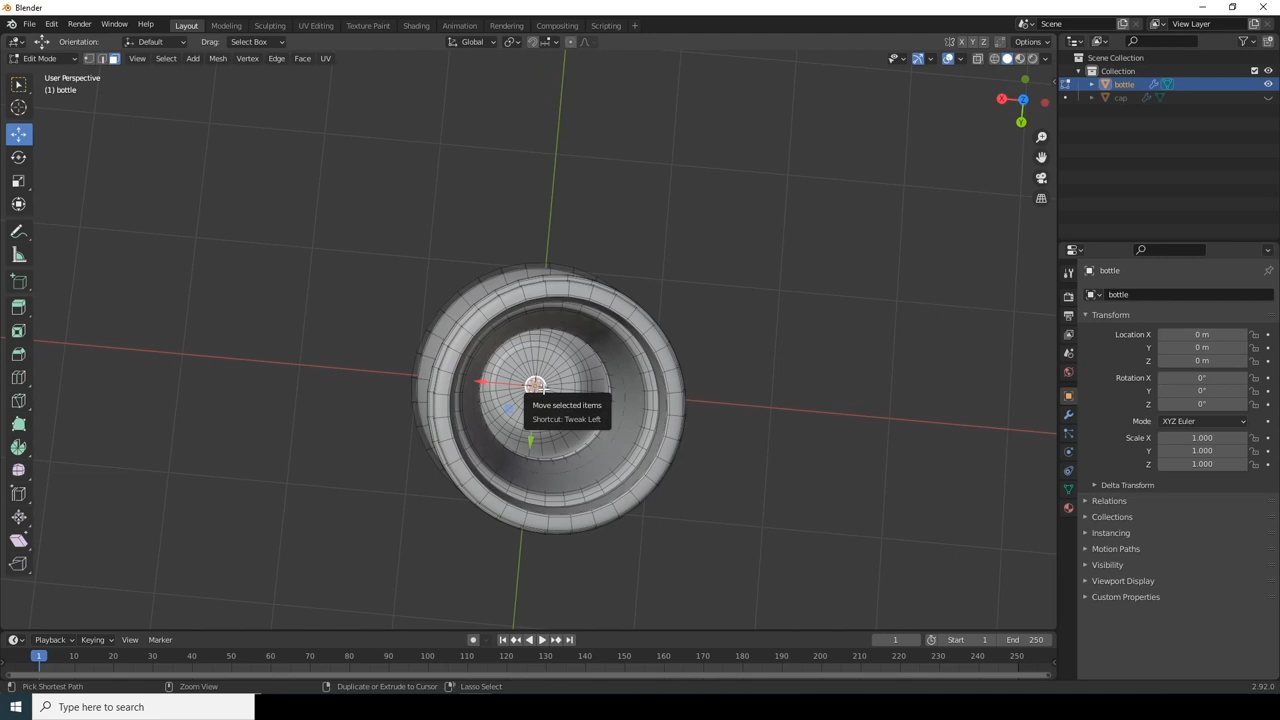 Blender
File Edit Render Window Help
Layout Modeling Sculpting UV Editing Texture Paint Shading Animation Rendering Compositing Scripting +
Scene
View Layer
Orientation: Default Drag: Select Box
Global
X Y Z Options
Edit Mode View Select Add Mesh Vertex Edge Face UV
User Perspective
(1) bottle
X Z Y
Move selected items
Shortcut: Tweak Left
Scene Collection
Collection
bottle
cap
bottle
bottle
Transform
Location X 0 m
Y 0 m
Z 0 m
Rotation X 0°
Y 0°
Z 0°
Mode XYZ Euler
Scale X 1.000
Y 1.000
Z 1.000
Delta Transform
Relations
Collections
Instancing
Motion Paths
Visibility
Viewport Display
Custom Properties
Playback Keying View Marker
1 Start 1 End 250
1 10 20 30 40 50 60 70 80 90 100 110 120 130 140 150 160 170 180 190 200 210 220 230 240 250
Pick Shortest Path Zoom View Duplicate or Extrude to Cursor Lasso Select 2.92.0
Type here to search